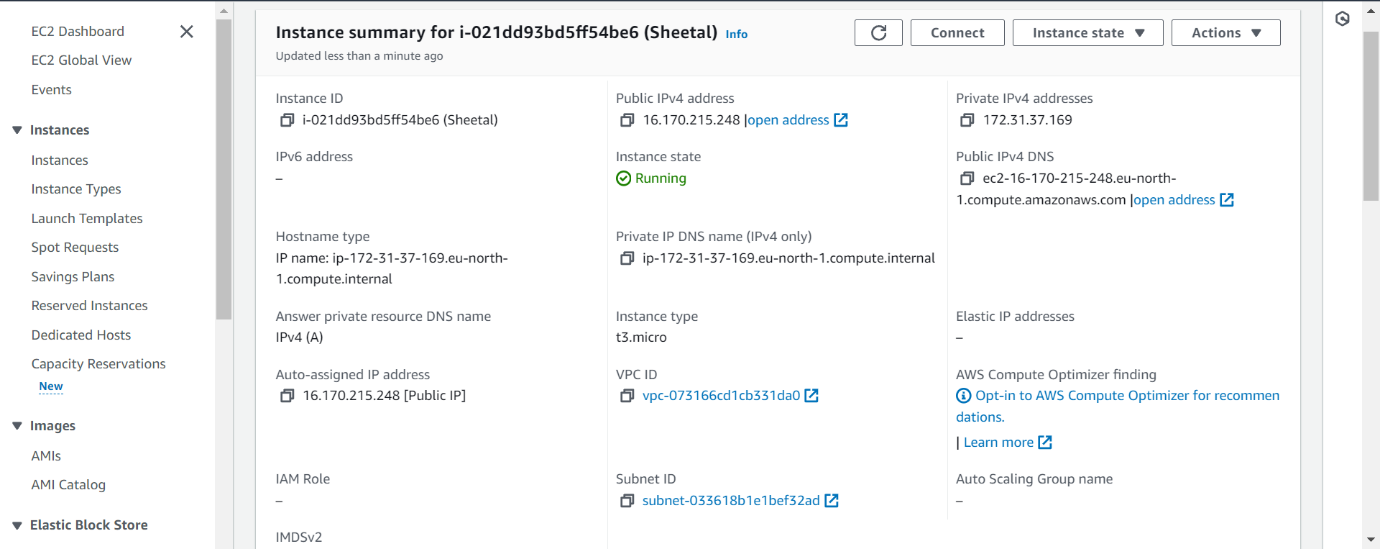 EC2 Dashboard
EC2 Global View
Events
Instances
Instances
Instance Types
Launch Templates
Spot Requests
Savings Plans
Reserved Instances
Dedicated Hosts
Capacity Reservations
New
Images
AMIs
AMI Catalog
Elastic Block Store
Instance summary for i-021dd93bd5ff54be6 (Sheetal) Info
Updated less than a minute ago
Connect
Instance state
Actions
Instance ID
i-021dd93bd5ff54be6 (Sheetal)
Public IPv4 address
16.170.215.248 |open address
Private IPv4 addresses
172.31.37.169
IPv6 address
–
Instance state
Running
Public IPv4 DNS
ec2-16-170-215-248.eu-north-
1.compute.amazonaws.com |open address
Hostname type
IP name: ip-172-31-37-169.eu-north-
1.compute.internal
Private IP DNS name (IPv4 only)
ip-172-31-37-169.eu-north-1.compute.internal
Answer private resource DNS name
IPv4 (A)
Instance type
t3.micro
Elastic IP addresses
–
Auto-assigned IP address
16.170.215.248 [Public IP]
VPC ID
vpc-073166cd1cb331da0
AWS Compute Optimizer finding
Opt-in to AWS Compute Optimizer for recommen
dations.
| Learn more
IAM Role
–
Subnet ID
subnet-033618b1e1bef32ad
Auto Scaling Group name
–
IMDSv2